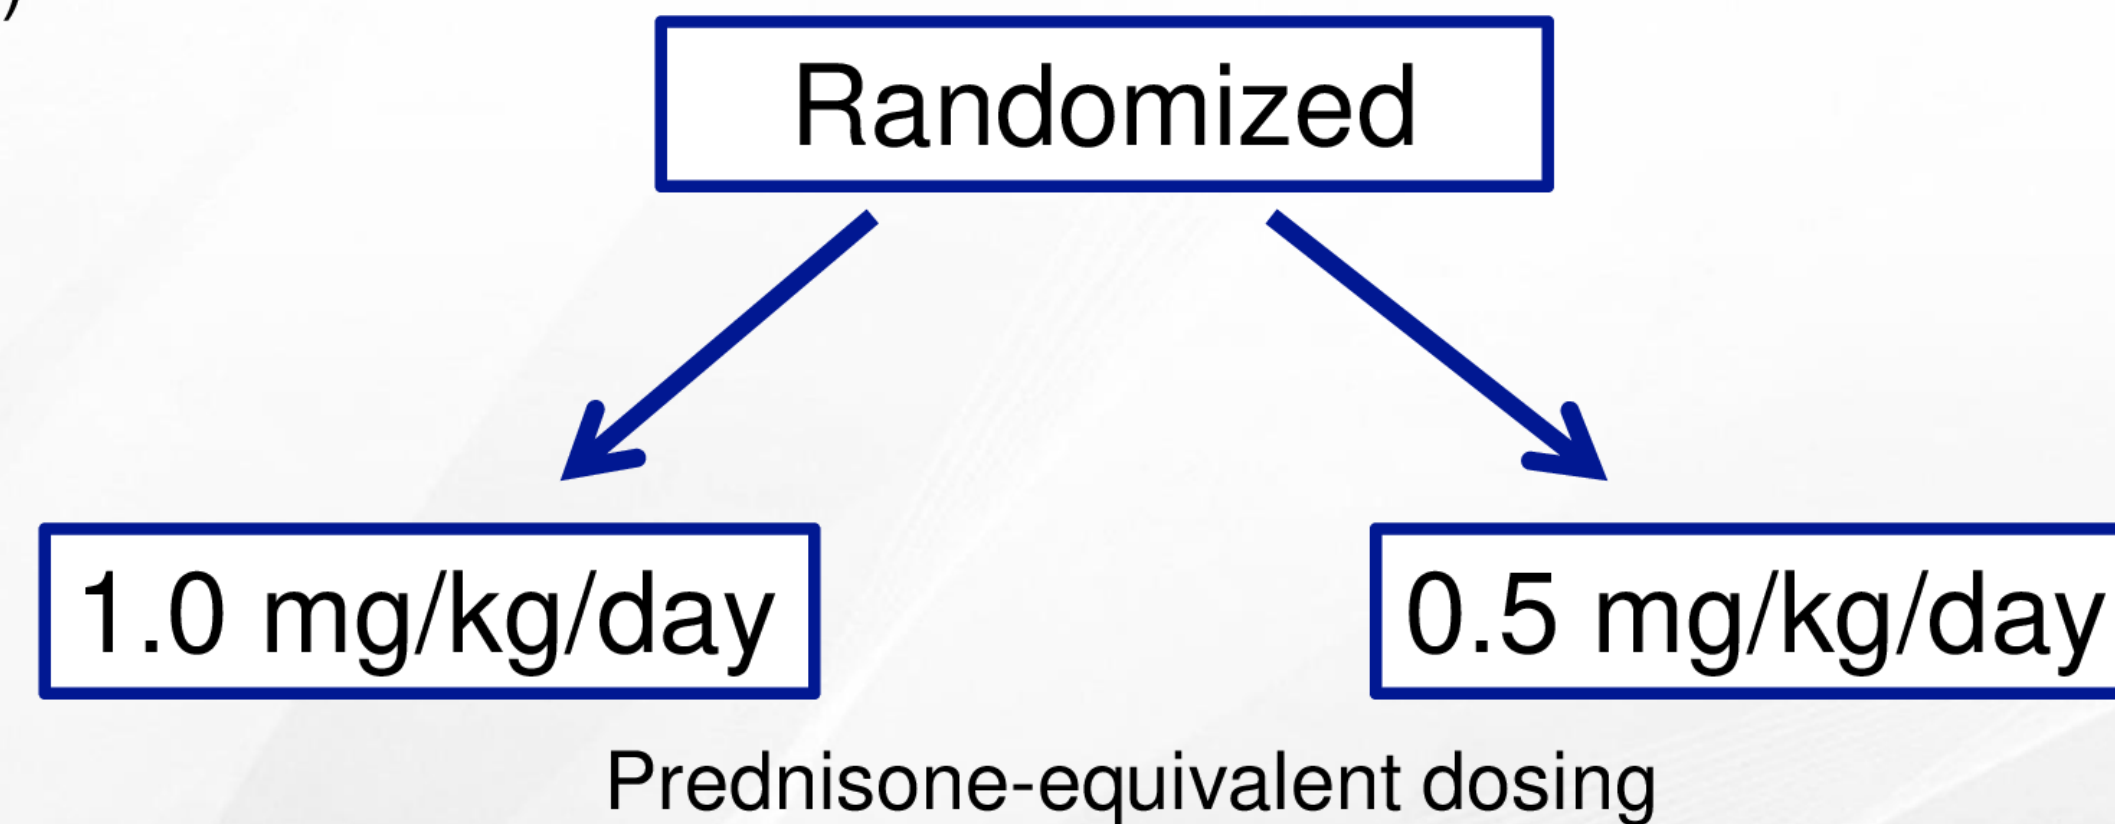 )
Randomized
1.0 mg/kg/day
0.5 mg/kg/day
Prednisone-equivalent dosing